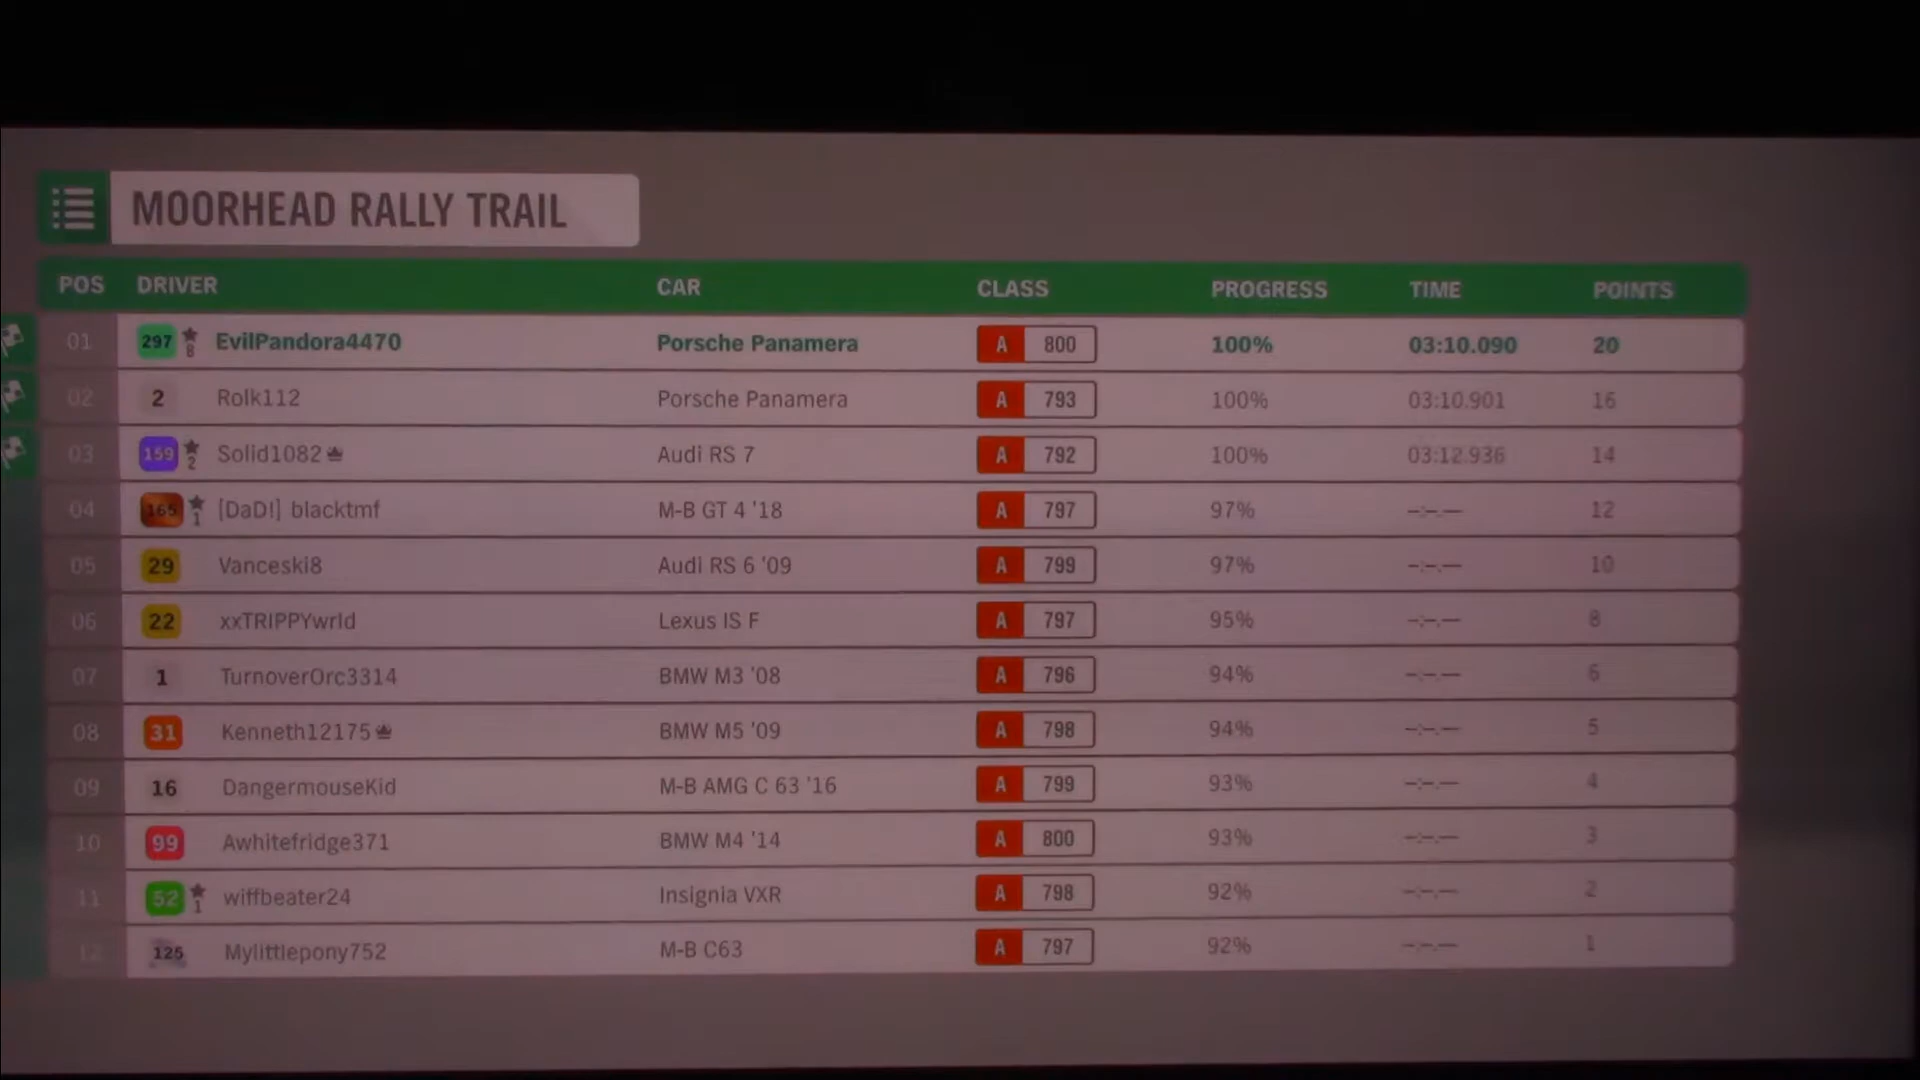 MOORHEAD RALLY TRAIL
POS DRIVER CAR CLASS PROGRESS TIME POINTS
01 297 8 EvilPandora4470 Porsche Panamera A 800 100% 03:10.090 20
02 2 Rolk112 Porsche Panamera A 793 100% 03:10.901 16
03 159 2 Solid1082 Audi RS 7 A 792 100% 03:12.936 14
04 165 1 [DaD!] blacktmf M-B GT 4 '18 A 797 97% --:--.--- 12
05 29 Vanceski8 Audi RS 6 '09 A 799 97% --:--.--- 10
06 22 xxTRIPPYwrld Lexus IS F A 797 95% --:--.--- 8
07 1 TurnoverOrc3314 BMW M3 '08 A 796 94% --:--.--- 6
08 31 Kenneth12175 BMW M5 '09 A 798 94% --:--.--- 5
09 16 DangermouseKid M-B AMG C 63 '16 A 799 93% --:--.--- 4
10 99 Awhitefridge371 BMW M4 '14 A 800 93% --:--.--- 3
11 52 1 wiffbeater24 Insignia VXR A 798 92% --:--.--- 2
12 125 Mylittlepony752 M-B C63 A 797 92% --:--.--- 1